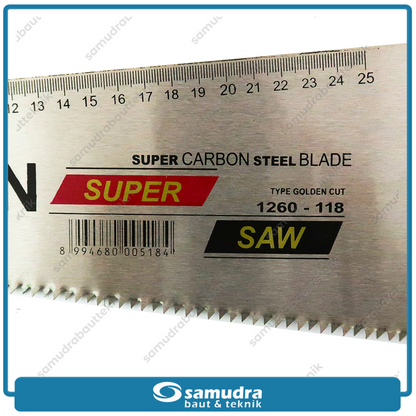 12 13 14 15 16 17 18 19 20 21 22 23 24 25
SUPER CARBON STEEL BLADE
N
SUPER
TYPE GOLDEN CUT
1260 - 118
SAW
8 994680 005184
samudra
baut & teknik